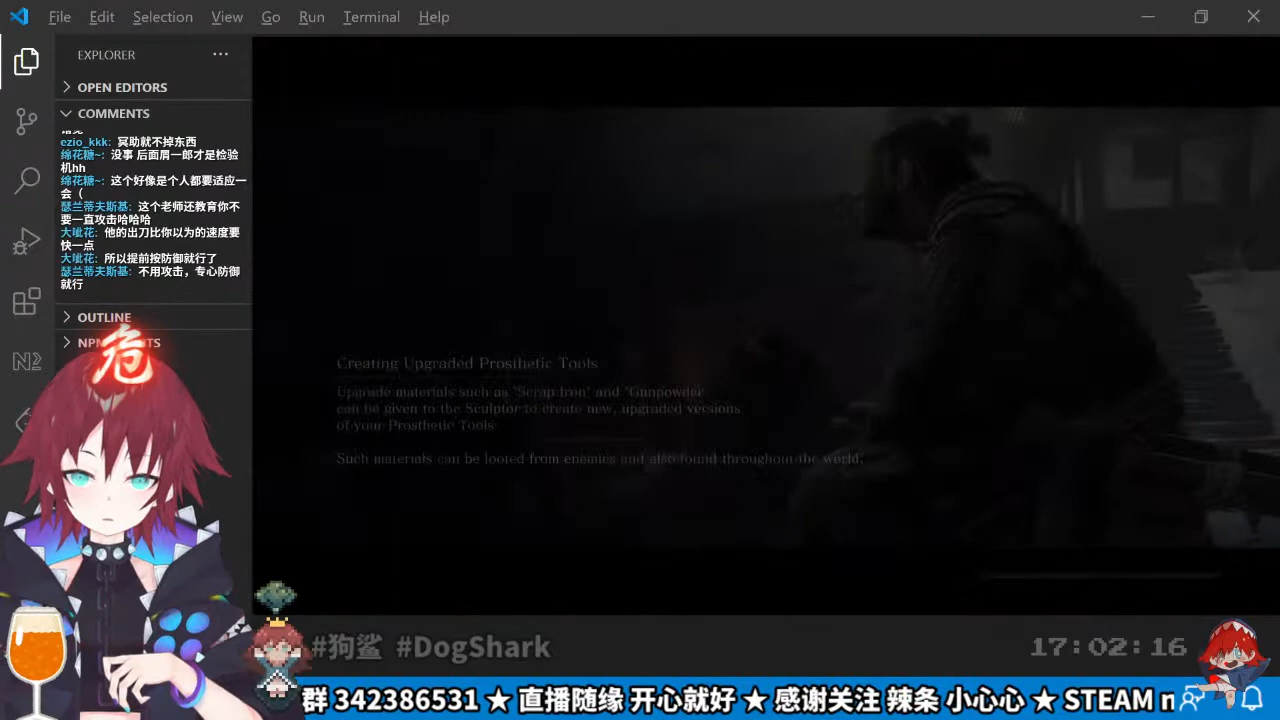 File Edit Selection View Go Run Terminal Help
EXPLORER
OPEN EDITORS
COMMENTS
ezio_kkk: 冥助就不掉东西
绵花糖~: 没事 后面屑一郎才是检验
机hh
绵花糖~: 这个好像是个人都要适应一
会（
瑟兰蒂夫斯基: 这个老师还教育你不
要一直攻击哈哈哈
大呲花: 他的出刀比你以为的速度要
快一点
大呲花: 所以提前按防御就行了
瑟兰蒂夫斯基: 不用攻击，专心防御
就行
OUTLINE
危
Creating Upgraded Prosthetic Tools
Upgrade materials such as "Scrap Iron" and "Gunpowder"
can be given to the Sculptor to create new, upgraded versions
of your Prosthetic Tools.
Such materials can be looted from enemies and also found throughout the world.
#狗鲨 #DogShark
17:02:16
群 342386531 ★ 直播随缘 开心就好 ★ 感谢关注 辣条 小心心 ★ STEAM